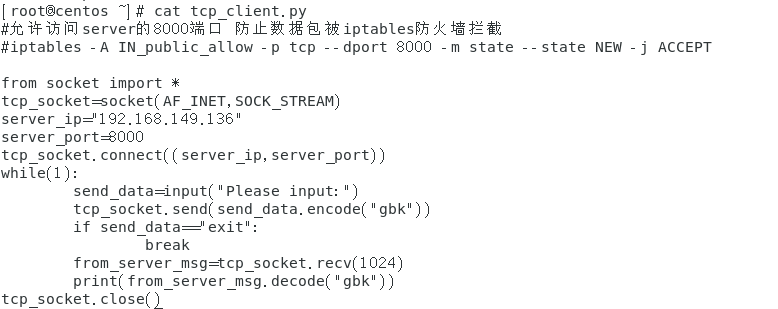 [root@centos ~]# cat tcp_client.py
#允许访问server的8000端口 防止数据包被iptables防火墙拦截
#iptables -A IN_public_allow -p tcp --dport 8000 -m state --state NEW -j ACCEPT
from socket import *
tcp_socket=socket(AF_INET,SOCK_STREAM)
server_ip="192.168.149.136"
server_port=8000
tcp_socket.connect((server_ip,server_port))
while(1):
        send_data=input("Please input:")
        tcp_socket.send(send_data.encode("gbk"))
        if send_data=="exit":
                break
        from_server_msg=tcp_socket.recv(1024)
        print(from_server_msg.decode("gbk"))
tcp_socket.close()